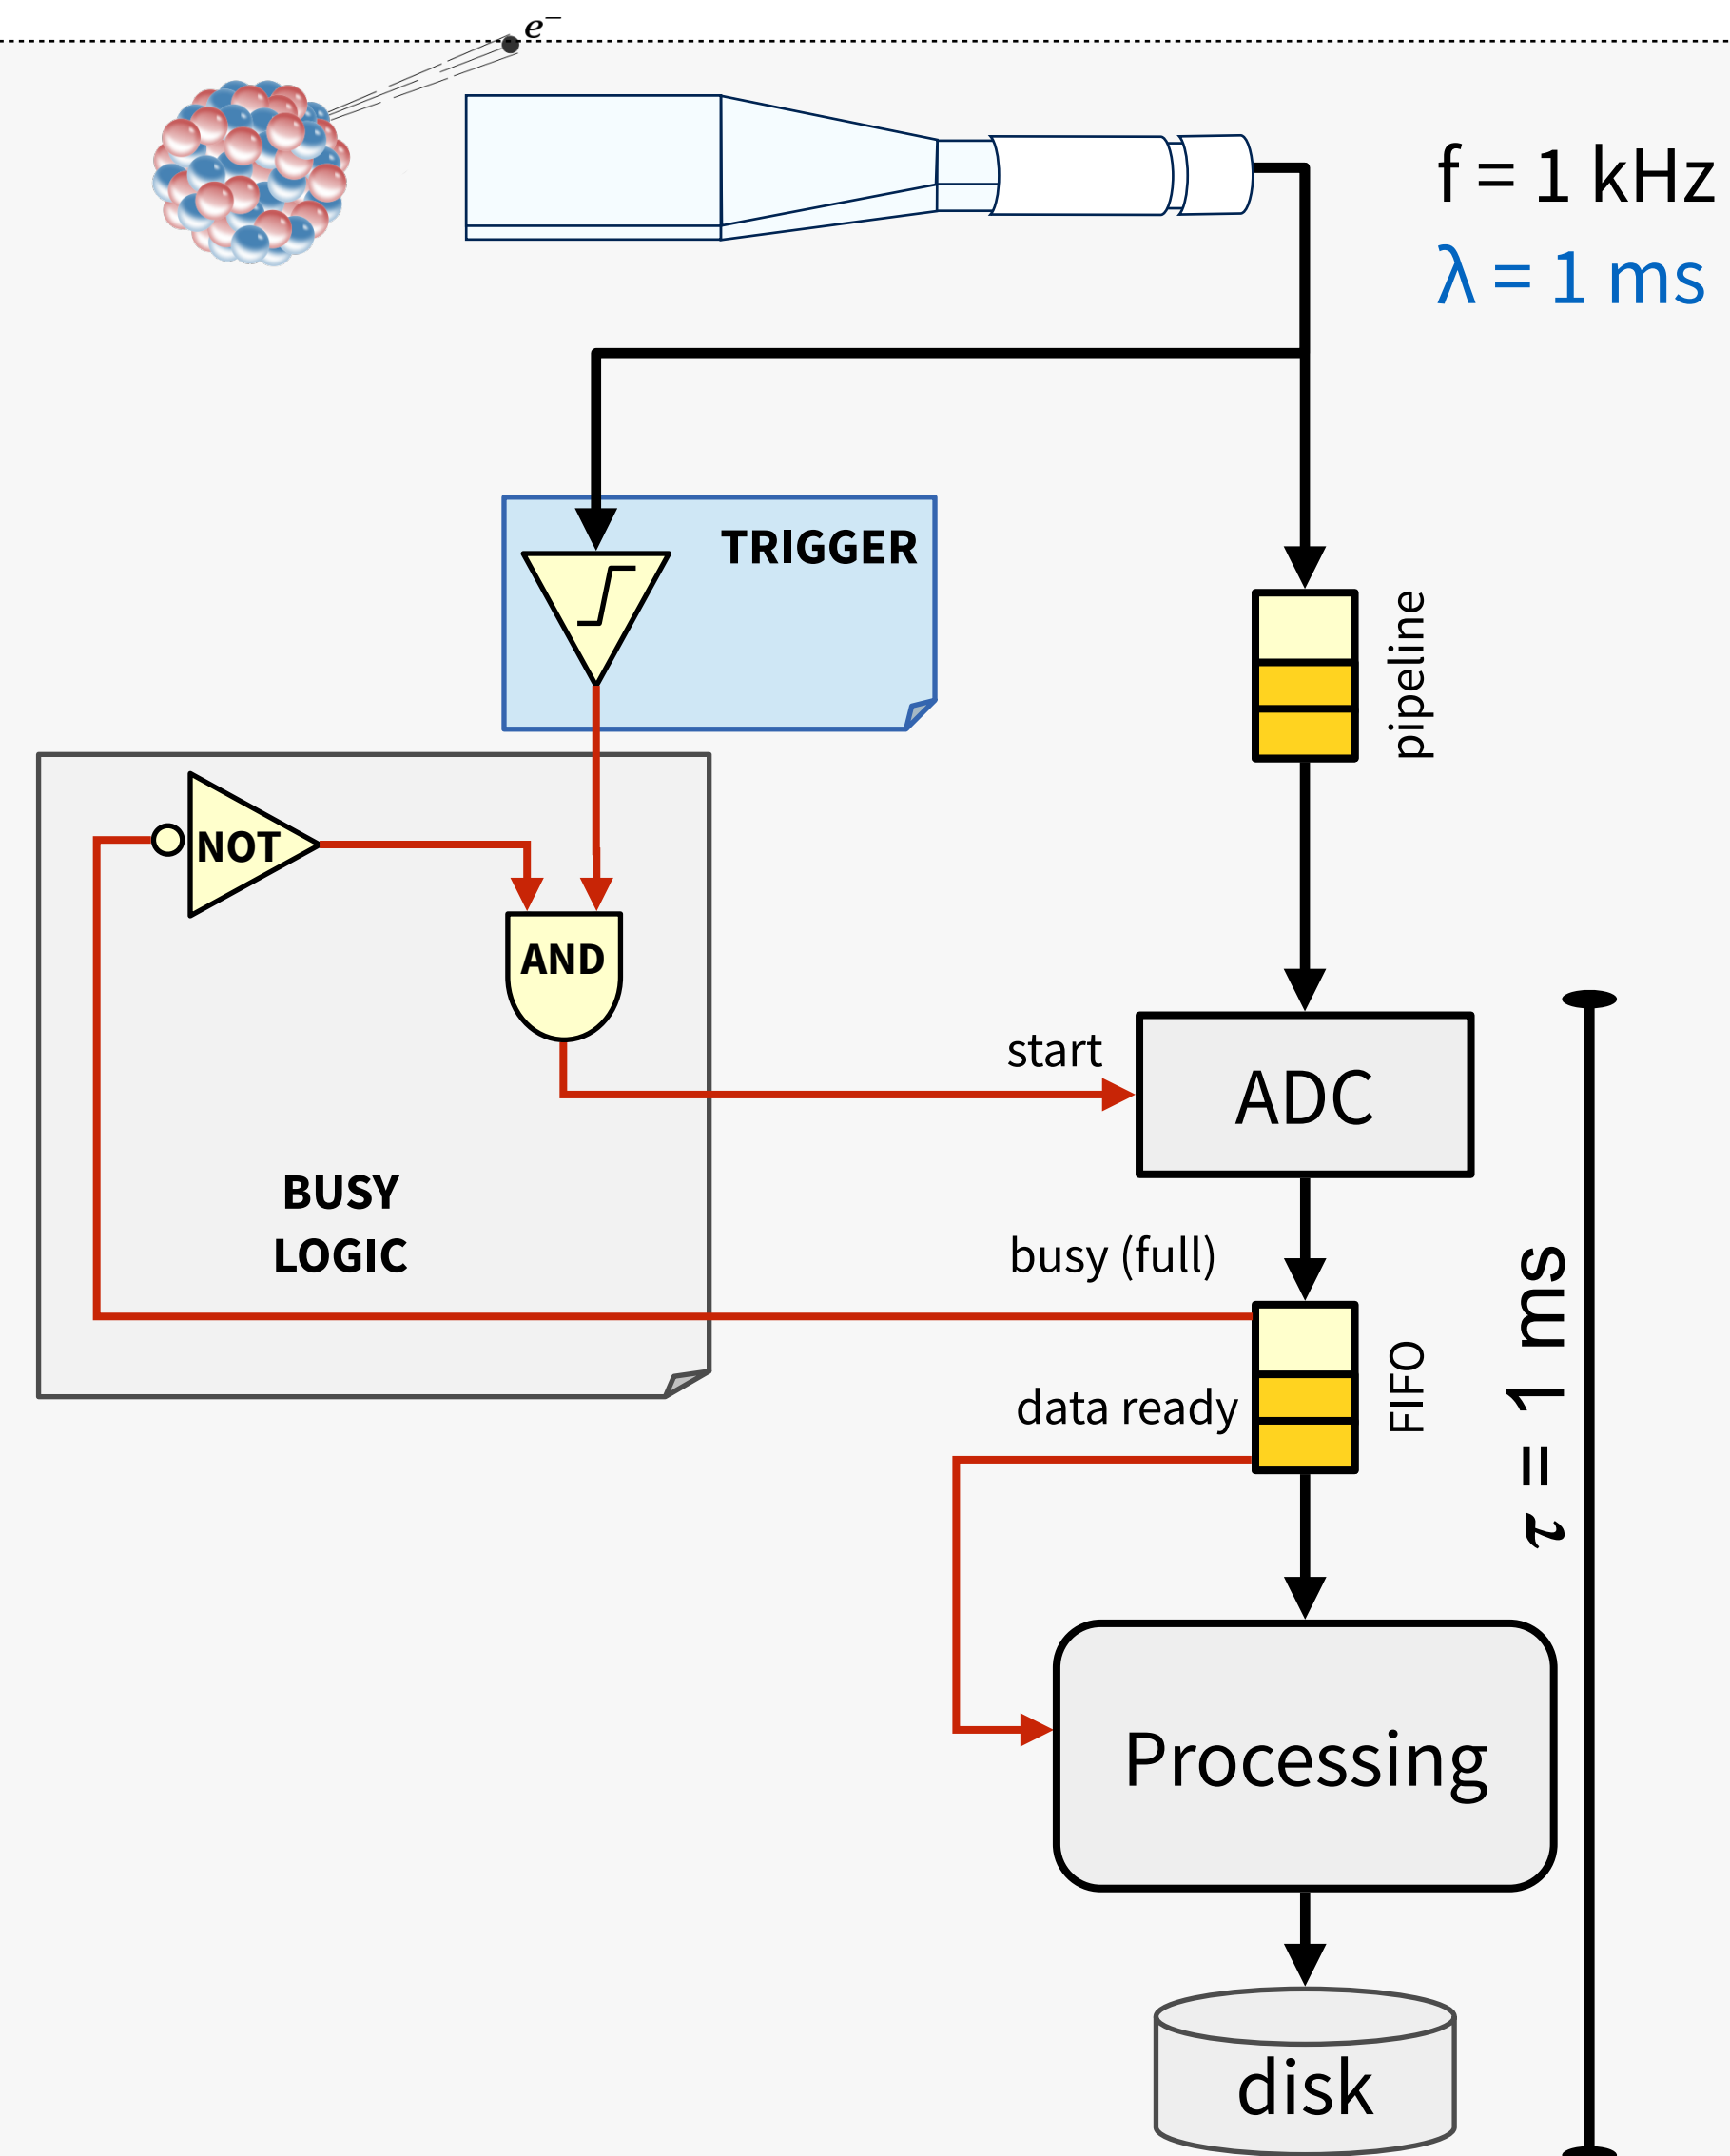 e⁻
f = 1 kHz
λ = 1 ms
TRIGGER
pipeline
NOT
AND
start
ADC
BUSY
LOGIC
busy (full)
FIFO
data ready
τ = 1 ms
Processing
disk